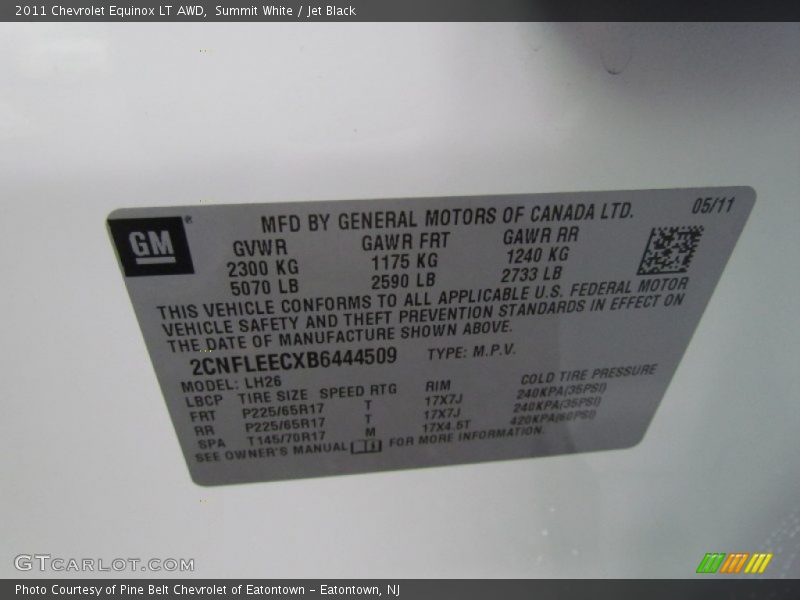 2011 Chevrolet Equinox LT AWD, Summit White / Jet Black
05/11
GM®
MFD BY GENERAL MOTORS OF CANADA LTD.
GVWR GAWR FRT GAWR RR
2300 KG 1175 KG 1240 KG
5070 LB 2590 LB 2733 LB
THIS VEHICLE CONFORMS TO ALL APPLICABLE U.S. FEDERAL MOTOR
VEHICLE SAFETY AND THEFT PREVENTION STANDARDS IN EFFECT ON
THE DATE OF MANUFACTURE SHOWN ABOVE.
2CNFLEECXB6444509 TYPE: M.P.V.
MODEL: LH26
LBCP TIRE SIZE SPEED RTG RIM COLD TIRE PRESSURE
FRT P225/65R17 T 17X7J 240KPA(35PSI)
RR P225/65R17 T 17X7J 240KPA(35PSI)
SPA T145/70R17 M 17X4.5T 420KPA(60PSI)
SEE OWNER'S MANUAL FOR MORE INFORMATION.
GTCARLOT.COM
Photo Courtesy of Pine Belt Chevrolet of Eatontown – Eatontown, NJ